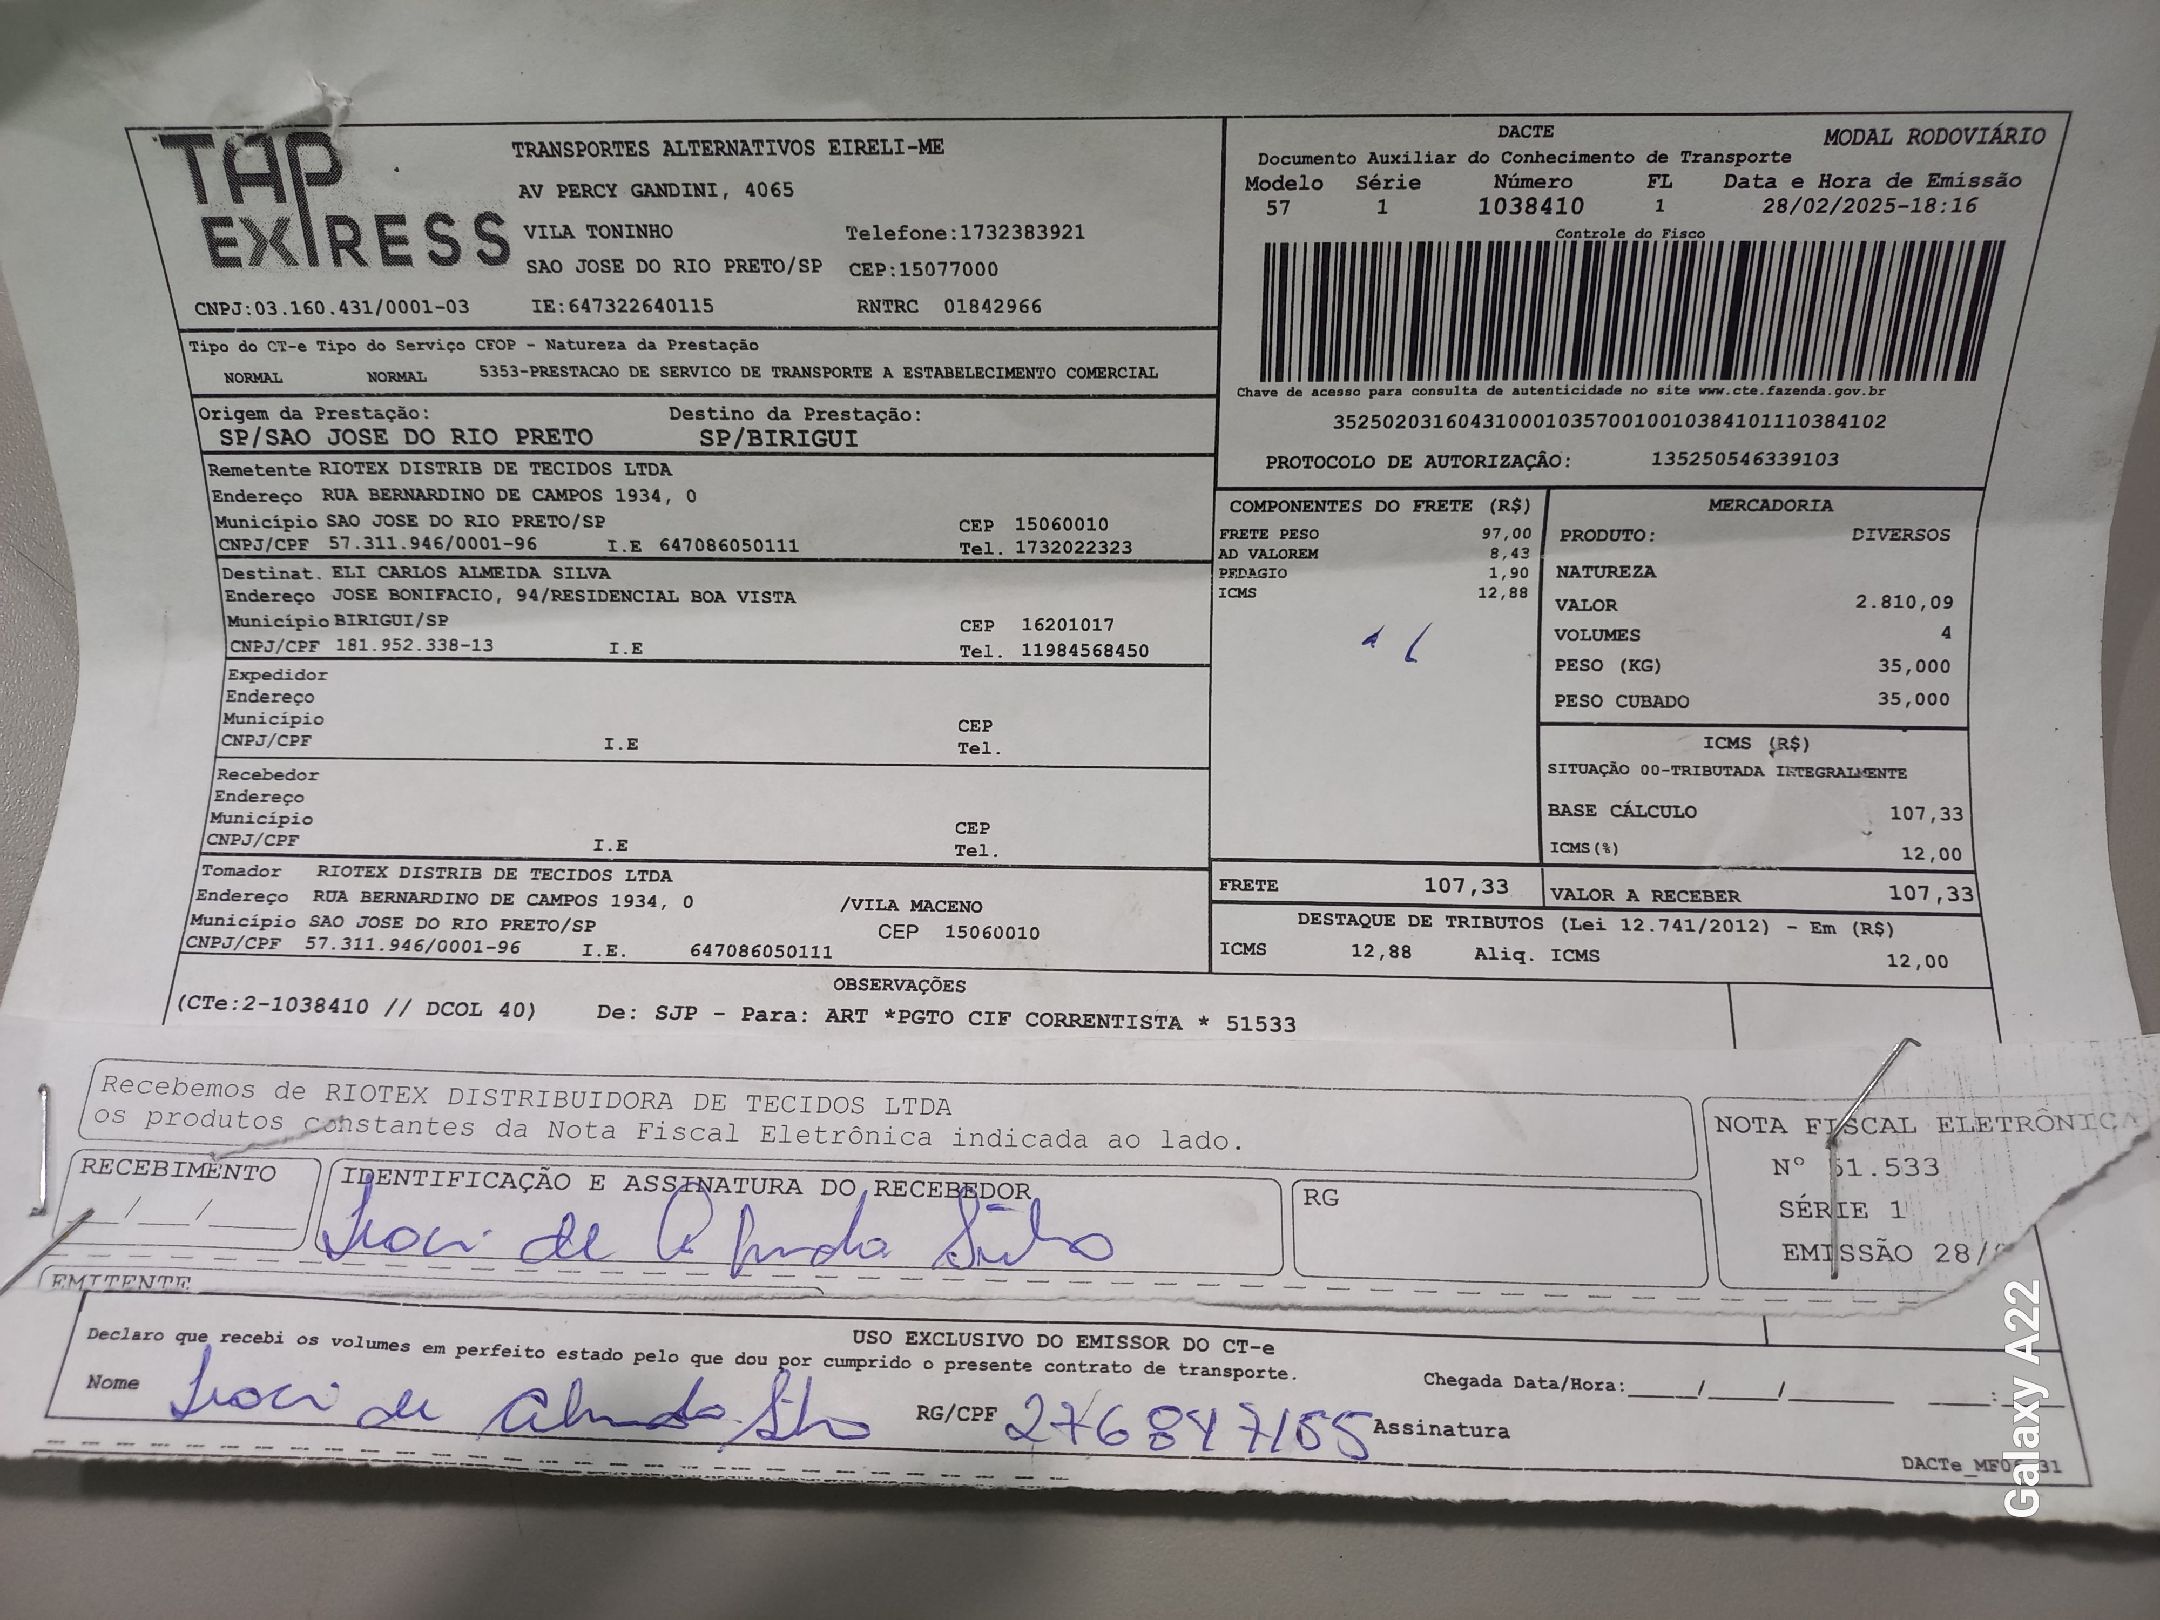 TAP EXPRESS
TRANSPORTES ALTERNATIVOS EIRELI-ME
AV PERCY GANDINI, 4065
VILA TONINHO Telefone:1732383921
SAO JOSE DO RIO PRETO/SP CEP:15077000
CNPJ:03.160.431/0001-03 IE:647322640115 RNTRC 01842966
DACTE MODAL RODOVIÁRIO
Documento Auxiliar do Conhecimento de Transporte
Modelo Série Número FL Data e Hora de Emissão
57 1 1038410 1 28/02/2025-18:16
Controle do Fisco
Chave de acesso para consulta de autenticidade no site www.cte.fazenda.gov.br
35250203160431000103570010010384101110384102
PROTOCOLO DE AUTORIZAÇÂO: 135250546339103
Tipo do CT-e Tipo do Serviço CFOP - Natureza da Prestação
NORMAL NORMAL 5353-PRESTACAO DE SERVICO DE TRANSPORTE A ESTABELECIMENTO COMERCIAL
Origem da Prestação: Destino da Prestação:
SP/SAO JOSE DO RIO PRETO SP/BIRIGUI
Remetente RIOTEX DISTRIB DE TECIDOS LTDA
Endereço RUA BERNARDINO DE CAMPOS 1934, 0
Município SAO JOSE DO RIO PRETO/SP CEP 15060010
CNPJ/CPF 57.311.946/0001-96 I.E 647086050111 Tel. 1732022323
Destinat. ELI CARLOS ALMEIDA SILVA
Endereço JOSE BONIFACIO, 94/RESIDENCIAL BOA VISTA
Município BIRIGUI/SP CEP 16201017
CNPJ/CPF 181.952.338-13 I.E Tel. 11984568450
Expedidor
Endereço
Município CEP
CNPJ/CPF I.E Tel.
Recebedor
Endereço
Município CEP
CNPJ/CPF I.E Tel.
Tomador RIOTEX DISTRIB DE TECIDOS LTDA
Endereço RUA BERNARDINO DE CAMPOS 1934, 0 /VILA MACENO
Município SAO JOSE DO RIO PRETO/SP CEP 15060010
CNPJ/CPF 57.311.946/0001-96 I.E. 647086050111
COMPONENTES DO FRETE (R$)
FRETE PESO 97,00
AD VALOREM 8,43
PEDAGIO 1,90
ICMS 12,88
MERCADORIA
PRODUTO: DIVERSOS
NATUREZA
VALOR 2.810,09
VOLUMES 4
PESO (KG) 35,000
PESO CUBADO 35,000
ICMS (R$)
SITUAÇÃO 00-TRIBUTADA INTEGRALMENTE
BASE CÁLCULO 107,33
ICMS(%) 12,00
FRETE 107,33 VALOR A RECEBER 107,33
DESTAQUE DE TRIBUTOS (Lei 12.741/2012) - Em (R$)
ICMS 12,88 Aliq. ICMS 12,00
OBSERVAÇÕES
(CTe:2-1038410 // DCOL 40) De: SJP - Para: ART *PGTO CIF CORRENTISTA * 51533
Recebemos de RIOTEX DISTRIBUIDORA DE TECIDOS LTDA
os produtos constantes da Nota Fiscal Eletrônica indicada ao lado.
NOTA FISCAL ELETRÔNICA
Nº 51.533
SÉRIE 1
EMISSÃO 28/
RECEBIMENTO
__/__/____
IDENTIFICAÇÃO E ASSINATURA DO RECEBEDOR
de Silva
RG
EMITENTE
USO EXCLUSIVO DO EMISSOR DO CT-e
Declaro que recebi os volumes em perfeito estado pelo que dou por cumprido o presente contrato de transporte.
Nome de Almeida Silva RG/CPF 276847155 Assinatura
Chegada Data/Hora:____/____/______ ____:
DACTe_MF0 31
Galaxy A22